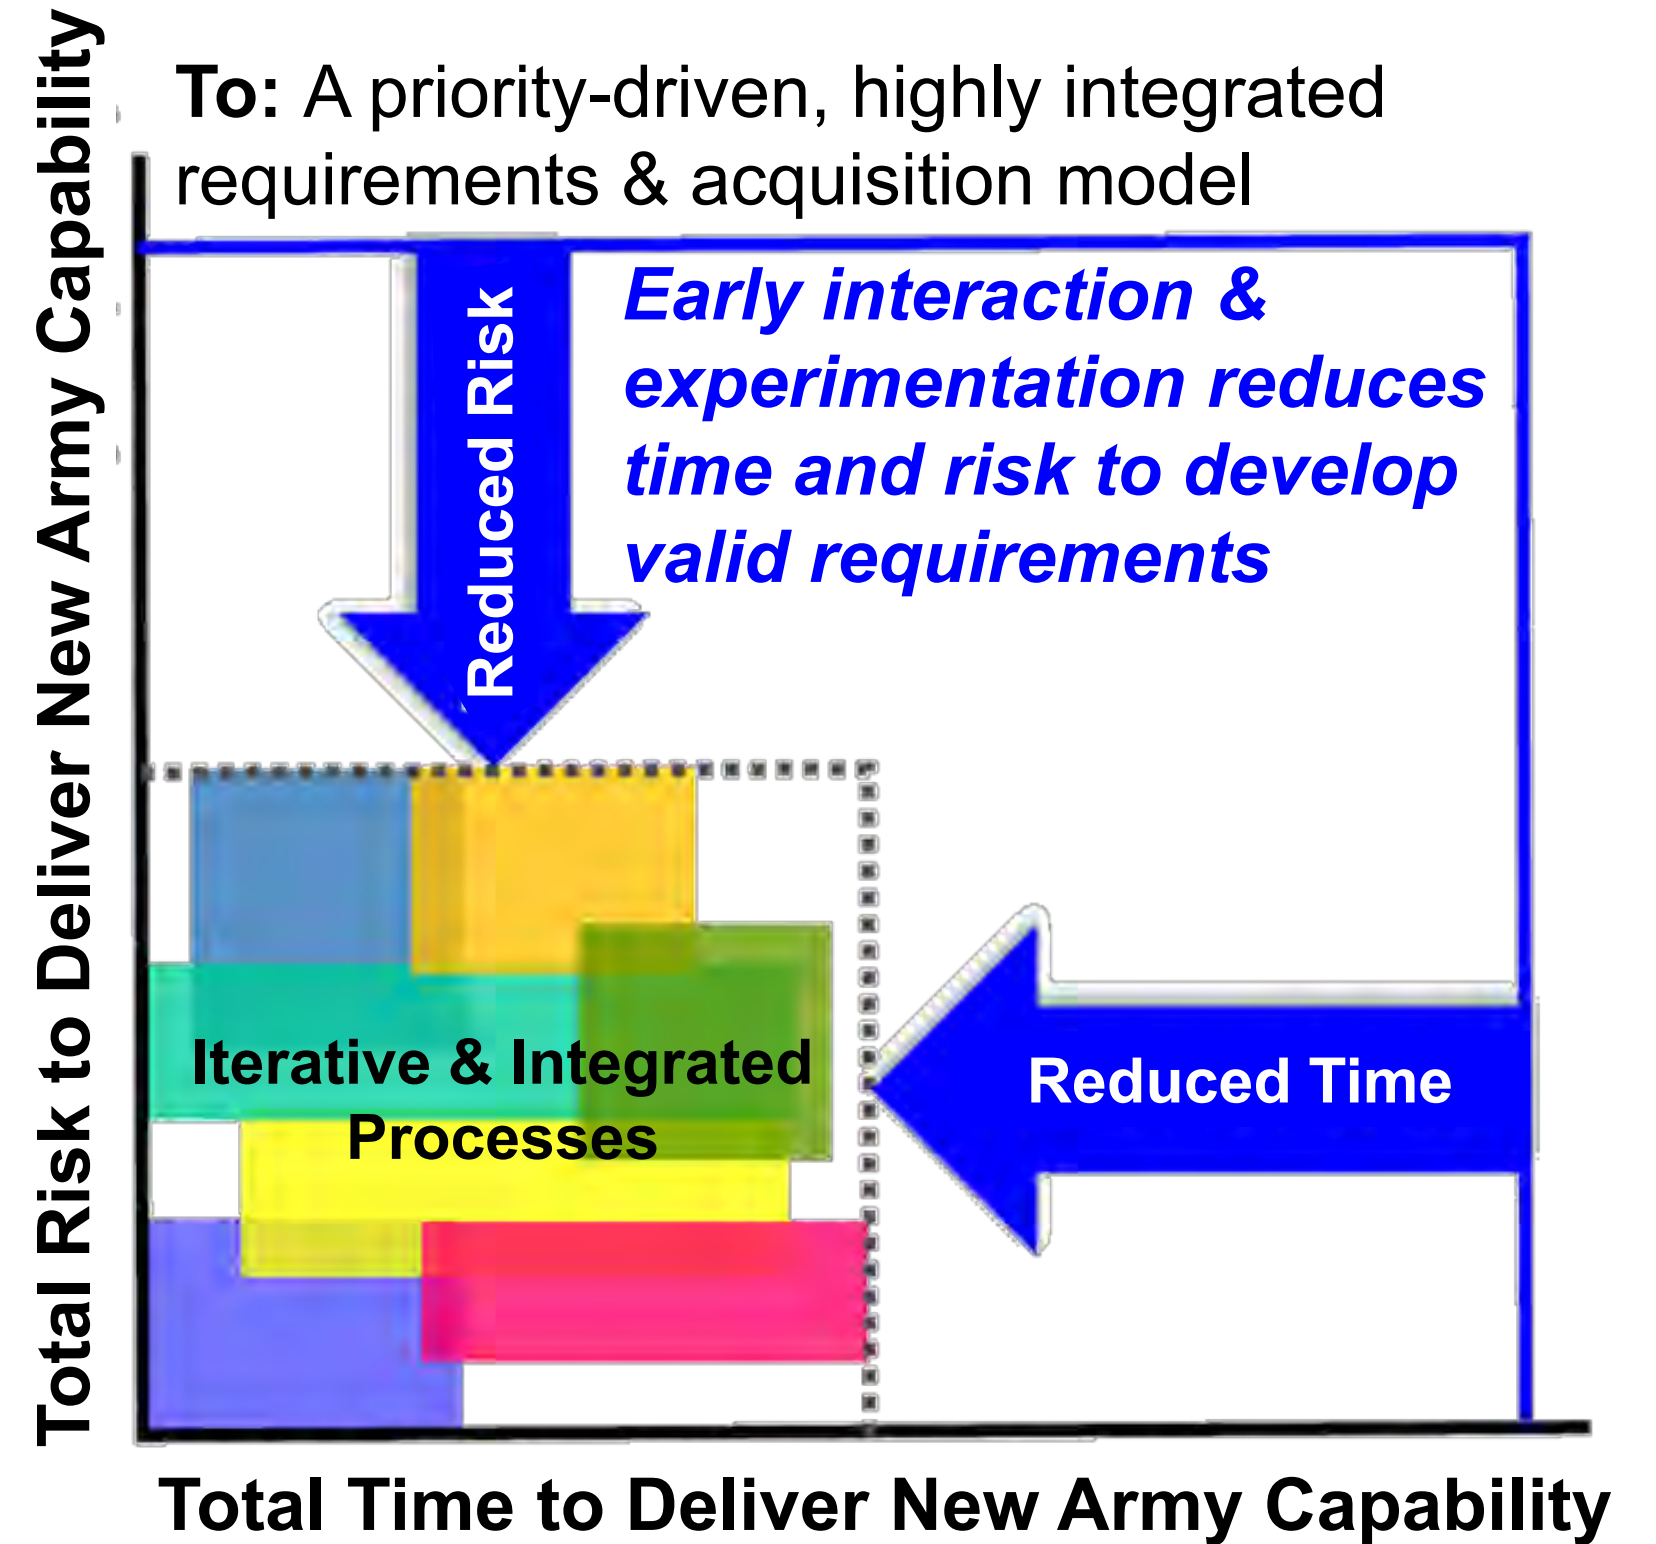 To: A priority-driven, highly integrated
requirements & acquisition model
Early interaction &
experimentation reduces
time and risk to develop
valid requirements
Reduced Risk
Iterative & Integrated
Processes
Reduced Time
Total Risk to Deliver New Army Capability
Total Time to Deliver New Army Capability